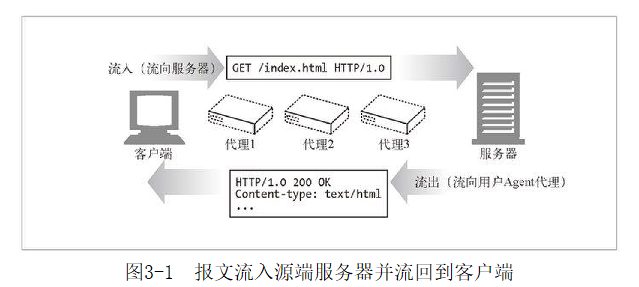 流入（流向服务器）
GET /index.html HTTP/1.0
客户端
代理1
代理2
代理3
服务器
HTTP/1.0 200 OK
Content-type: text/html
...
流出（流向用户Agent代理）
图3-1 报文流入源端服务器并流回到客户端